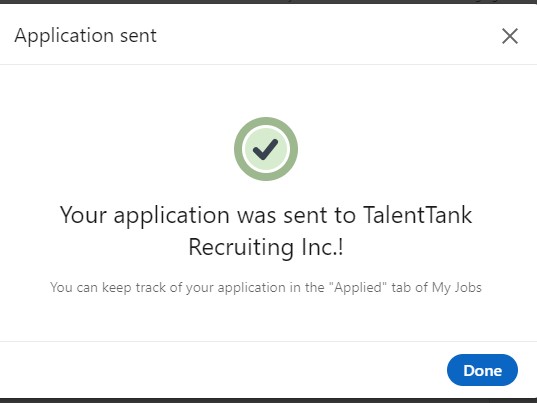 Application sent
Your application was sent to TalentTank
Recruiting Inc.!
You can keep track of your application in the "Applied" tab of My Jobs
Done